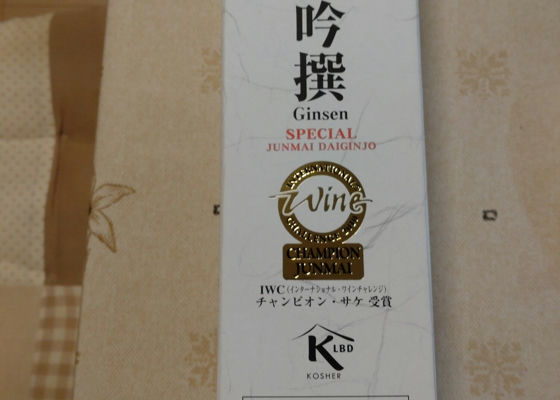 吟
撰
Ginsen
SPECIAL
JUNMAI DAIGINJO
INTERNATIONAL
Wine
CHALLENGE
CHAMPION
JUNMAI
IWC(インターナショナル・ワインチャレンジ)
チャンピオン・サケ 受賞
K LBD
KOSHER